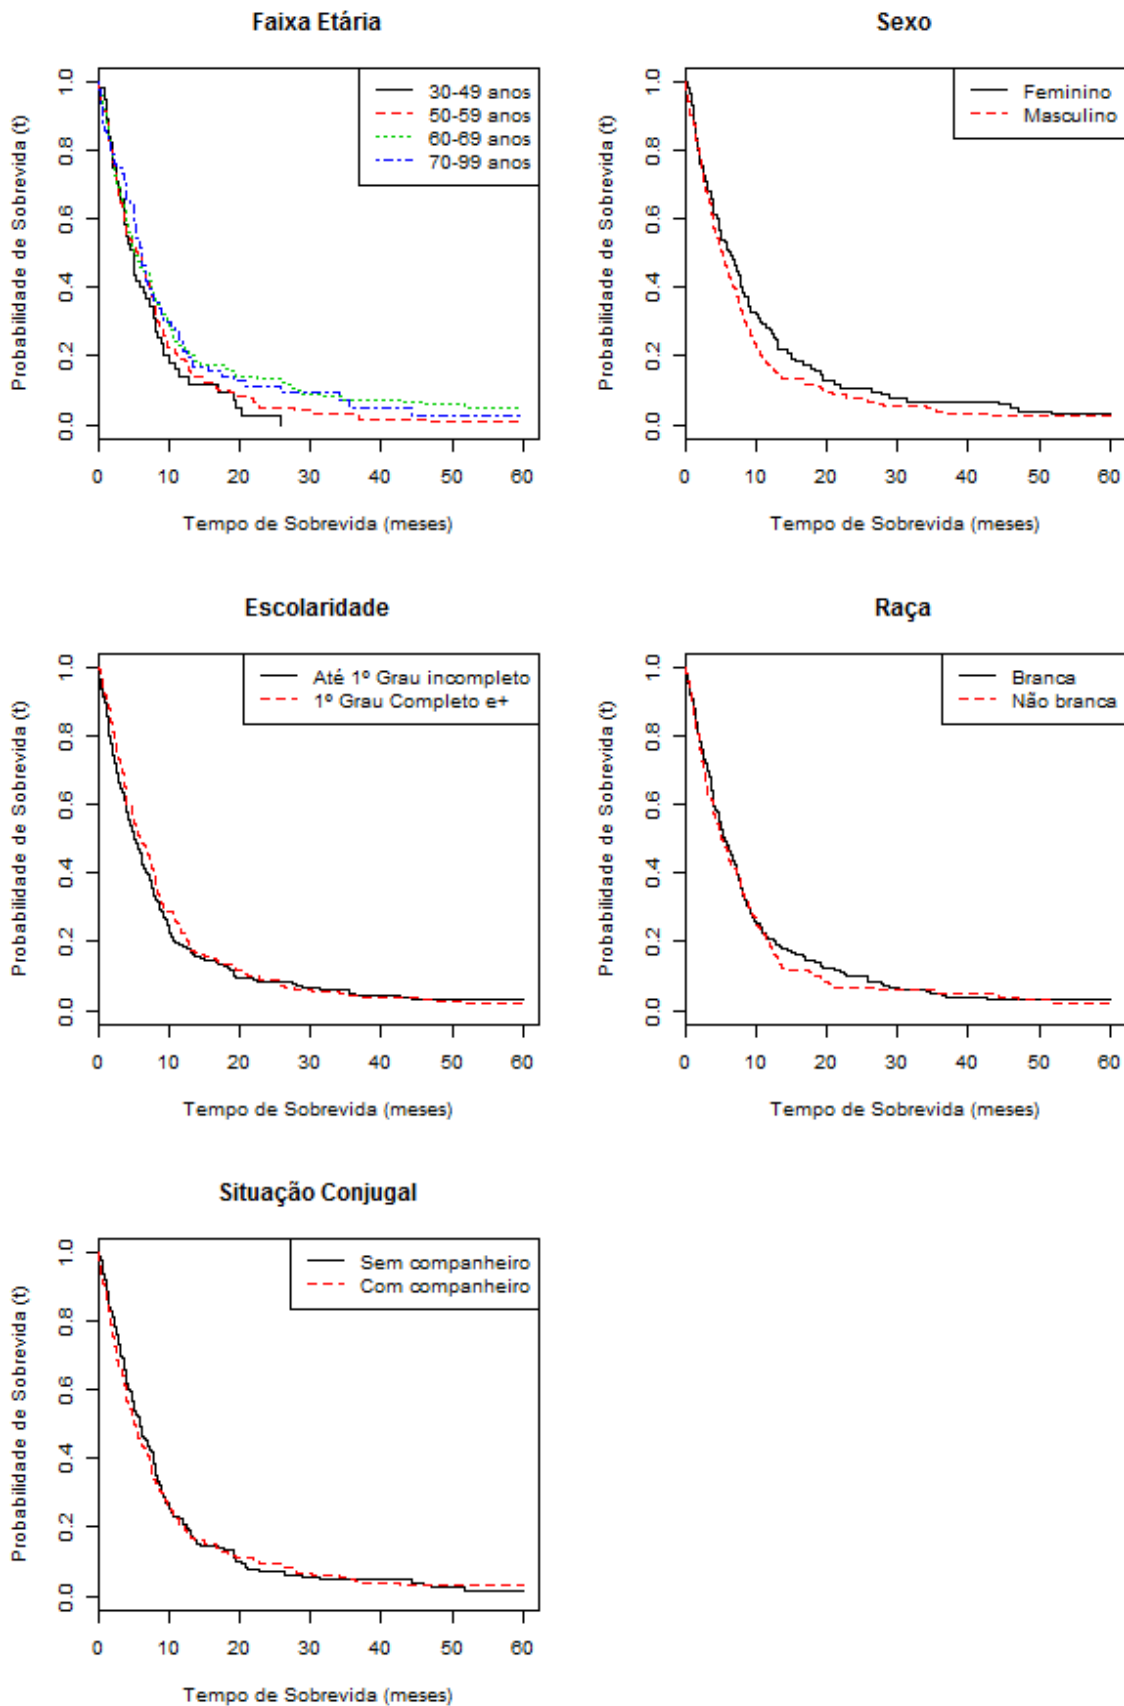 Faixa Etária
Probabilidade de Sobrevida (t)
1.0
0.8
0.6
0.4
0.2
0.0
30-49 anos
50-59 anos
60-69 anos
70-99 anos
0 10 20 30 40 50 60
Tempo de Sobrevida (meses)
Sexo
Probabilidade de Sobrevida (t)
1.0
0.8
0.6
0.4
0.2
0.0
Feminino
Masculino
0 10 20 30 40 50 60
Tempo de Sobrevida (meses)
Escolaridade
Probabilidade de Sobrevida (t)
1.0
0.8
0.6
0.4
0.2
0.0
Até 1º Grau incompleto
1º Grau Completo e+
0 10 20 30 40 50 60
Tempo de Sobrevida (meses)
Raça
Probabilidade de Sobrevida (t)
1.0
0.8
0.6
0.4
0.2
0.0
Branca
Não branca
0 10 20 30 40 50 60
Tempo de Sobrevida (meses)
Situação Conjugal
Probabilidade de Sobrevida (t)
1.0
0.8
0.6
0.4
0.2
0.0
Sem companheiro
Com companheiro
0 10 20 30 40 50 60
Tempo de Sobrevida (meses)